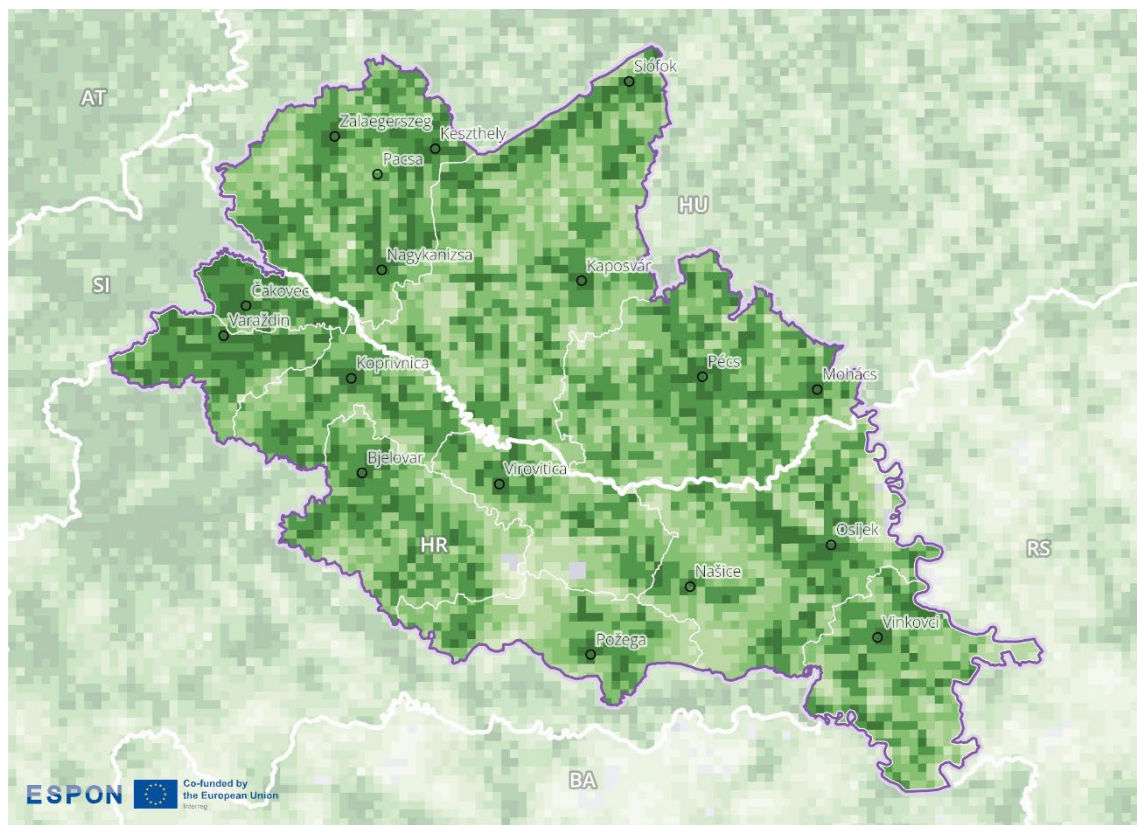 Siófok
AT
Zalaegerszeg
Keszthely
Pacsa
HU
Nagykanizsa
Kaposvár
SI
Čakovec
Varaždin
Koprivnica
Pécs
Mohács
Bjelovar
Virovitica
HR
Osijek
RS
Našice
Vinkovci
Požega
BA
ESPON
Co-funded by
the European Union
Interreg